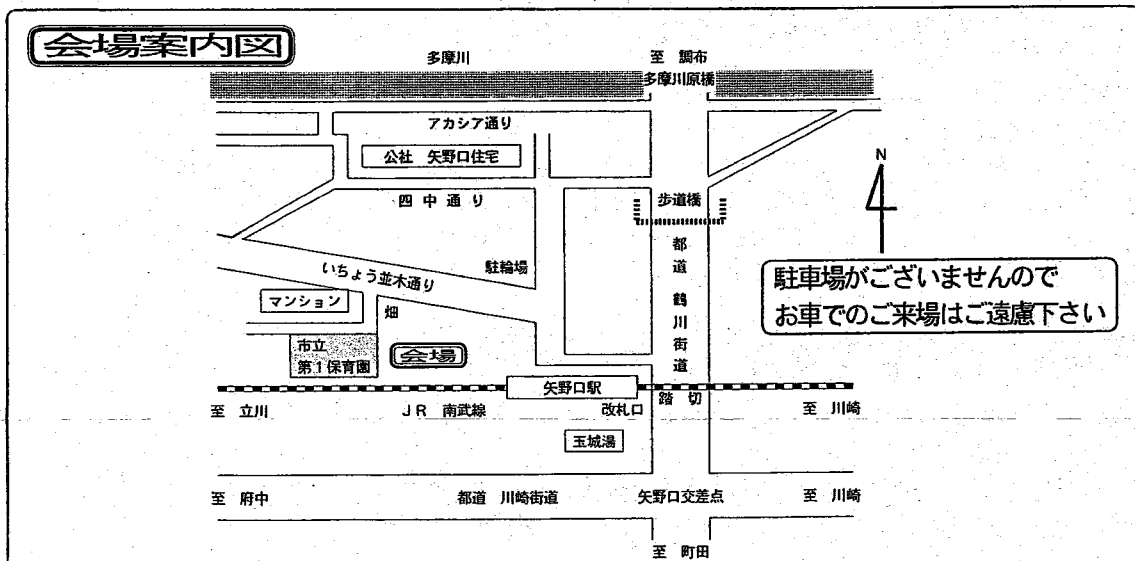 会場案内図
多摩川
至 調布
多摩川原橋
アカシア通り
公社 矢野口住宅
四中通り
歩道橋
N
都道 鶴川街道
駐輪場
いちょう並木通り
マンション
畑
駐車場がございませんので
お車でのご来場はご遠慮下さい
市立
第1保育園
会場
矢野口駅
踏切
至 立川
JR 南武線
改札口
至 川崎
玉城湯
至 府中
都道 川崎街道
矢野口交差点
至 川崎
至 町田